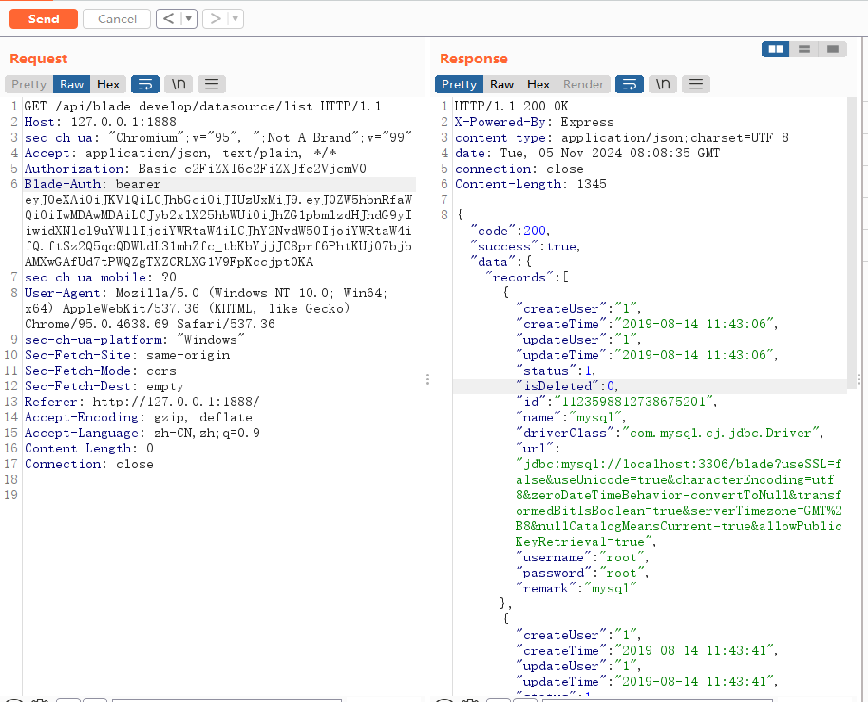 Send
Cancel
<
>
Request
Pretty
Raw
Hex
\n
1 GET /api/blade-develop/datasource/list HTTP/1.1
2 Host: 127.0.0.1:1888
3 sec-ch-ua: "Chromium";v="95", ";Not A Brand";v="99"
4 Accept: application/json, text/plain, */*
5 Authorization: Basic c2FiZXI6c2FiZXJfc2VjcmV0
6 Blade-Auth: bearer
7 sec-ch-ua-mobile: ?0
8 User-Agent: Mozilla/5.0 (Windows NT 10.0; Win64;
x64) AppleWebKit/537.36 (KHTML, like Gecko)
Chrome/95.0.4638.69 Safari/537.36
9 sec-ch-ua-platform: "Windows"
10 Sec-Fetch-Site: same-origin
11 Sec-Fetch-Mode: cors
12 Sec-Fetch-Dest: empty
13 Referer: http://127.0.0.1:1888/
14 Accept-Encoding: gzip, deflate
15 Accept-Language: zh-CN,zh;q=0.9
16 Content-Length: 0
17 Connection: close
18
19
Response
Pretty
Raw
Hex
Render
\n
1 HTTP/1.1 200 OK
2 X-Powered-By: Express
3 content-type: application/json;charset=UTF-8
4 date: Tue, 05 Nov 2024 08:08:35 GMT
5 connection: close
6 Content-length: 1345
7
8 {
"code":200,
"success":true,
"data":{
"records":[
{
"createUser":"1",
"createTime":"2019-08-14 11:43:06",
"updateUser":"1",
"updateTime":"2019-08-14 11:43:06",
"status":1,
"isDeleted":0,
"id":"1123598812738675201",
"name":"mysql",
"driverClass":"com.mysql.cj.jdbc.Driver",
"url":
"jdbc:mysql://localhost:3306/blade?useSSL=f
alse&useUnicode=true&characterEncoding=utf-
8&zeroDateTimeBehavior=convertToNull&transf
ormedBitIsBoolean=true&serverTimezone=GMT%2
B8&nullCatalogMeansCurrent=true&allowPublic
KeyRetrieval=true",
"username":"root",
"password":"root",
"remark":"mysql"
},
{
"createUser":"1",
"createTime":"2019-08-14 11:43:41",
"updateUser":"1",
"updateTime":"2019-08-14 11:43:41",
"status":1